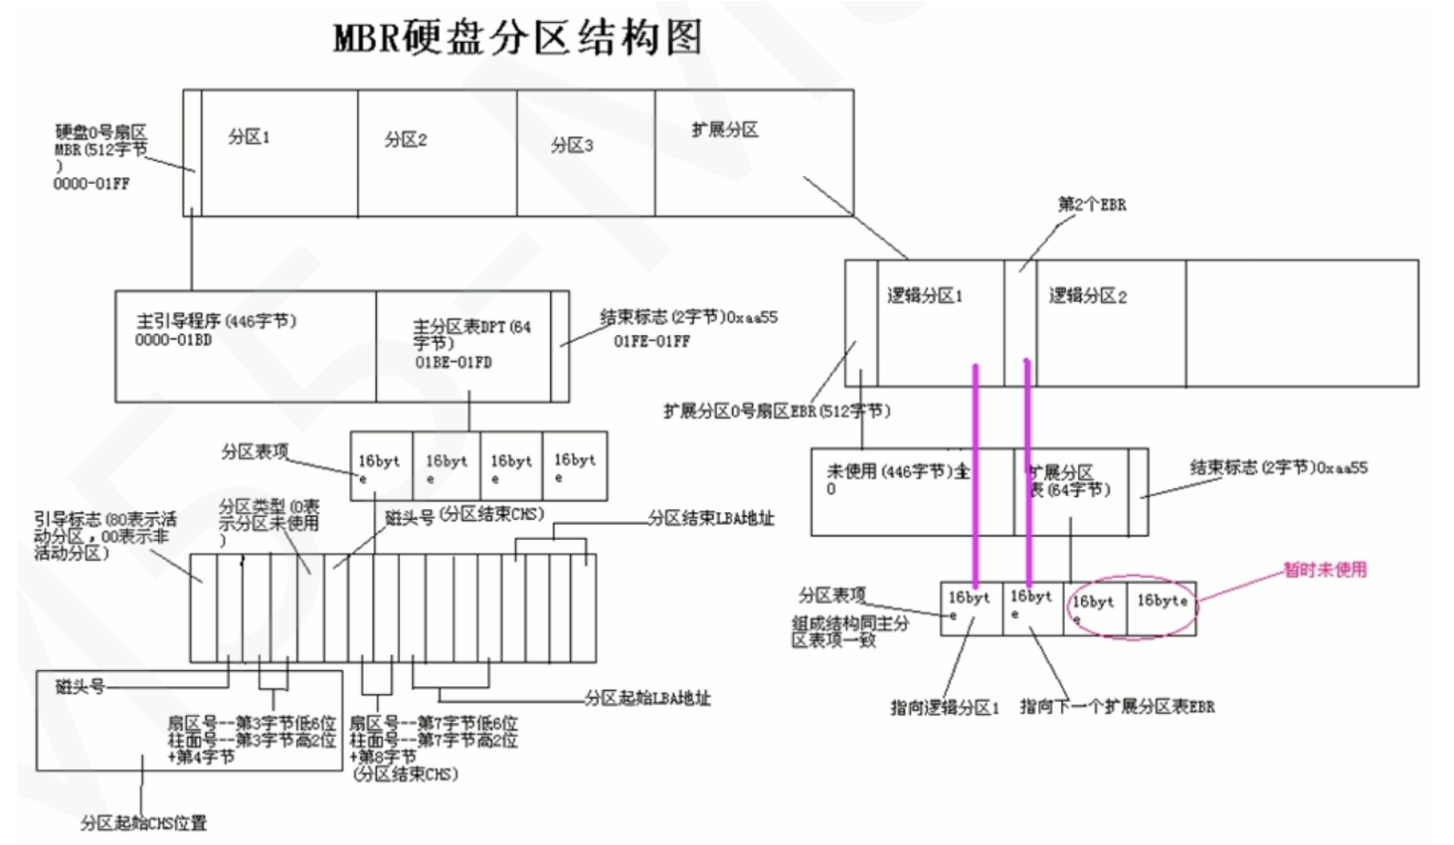 MBR硬盘分区结构图
硬盘0号扇区
MBR(512字节
)
0000-01FF
分区1
分区2
分区3
扩展分区
第2个EBR
逻辑分区1
逻辑分区2
主引导程序(446字节)
0000-01BD
主分区表DPT(64
字节)
01BE-01FD
结束标志(2字节)0xaa55
01FE-01FF
扩展分区0号扇区EBR(512字节)
分区表项
16byt
e
16byt
e
16byt
e
16byt
e
未使用(446字节)全
0
扩展分区
表(64字节)
结束标志(2字节)0xaa55
引导标志(80表示活
动分区，00表示非
活动分区)
分区类型(0表
示分区未使用
)
磁头号(分区结束CHS)
分区结束LBA地址
暂时未使用
分区表项
组成结构同主分
区表项一致
16byt
e
16byt
e
16byt
e
16byte
磁头号
分区起始LBA地址
指向逻辑分区1
指向下一个扩展分区表EBR
扇区号--第3字节低6位
柱面号--第3字节高2位
+第4字节
扇区号--第7字节低6位
柱面号--第7字节高2位
+第8字节
(分区结束CHS)
分区起始CHS位置